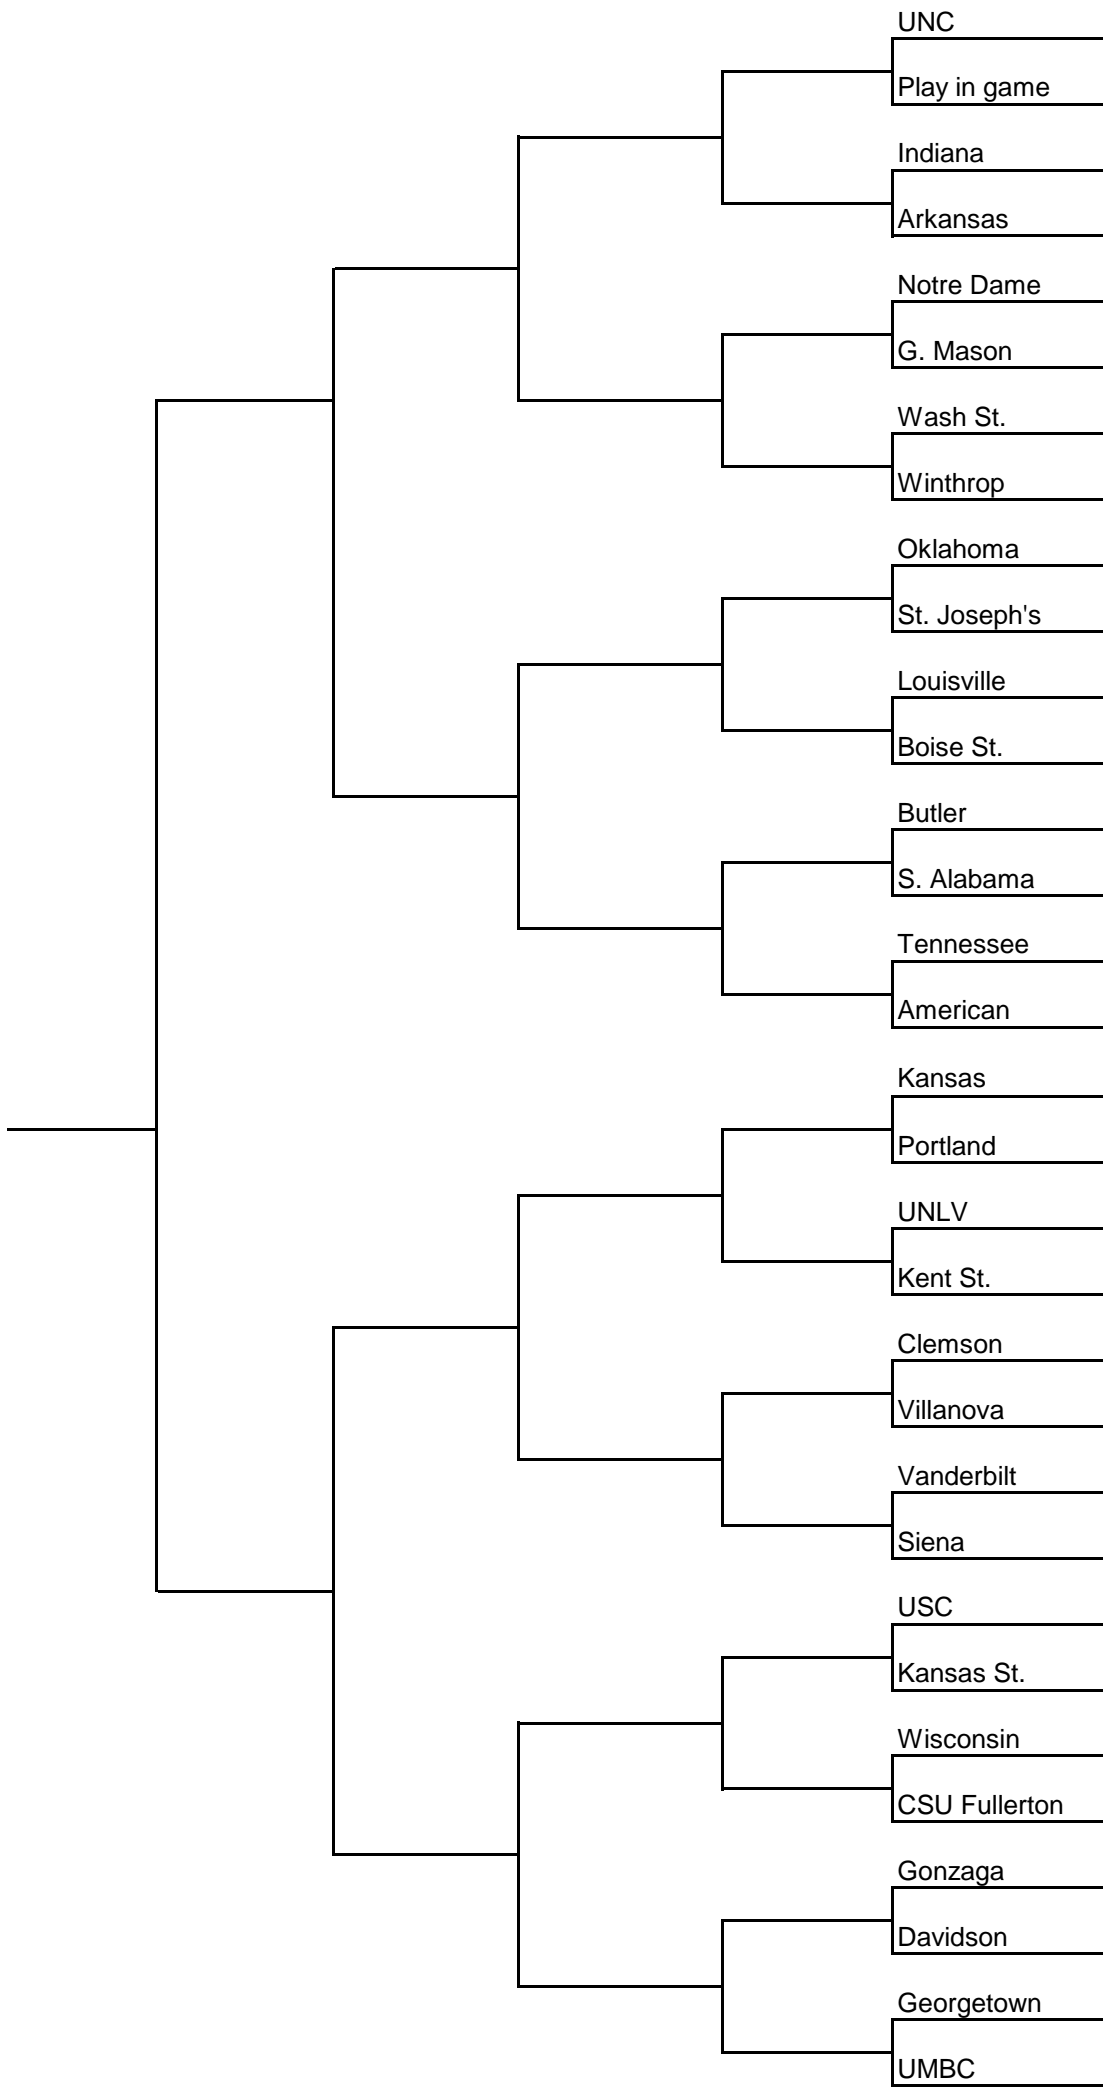 UNC
Play in game
Indiana
Arkansas
Notre Dame
G. Mason
Wash St.
Winthrop
Oklahoma
St. Joseph's
Louisville
Boise St.
Butler
S. Alabama
Tennessee
American
Kansas
Portland
UNLV
Kent St.
Clemson
Villanova
Vanderbilt
Siena
USC
Kansas St.
Wisconsin
CSU Fullerton
Gonzaga
Davidson
Georgetown
UMBC